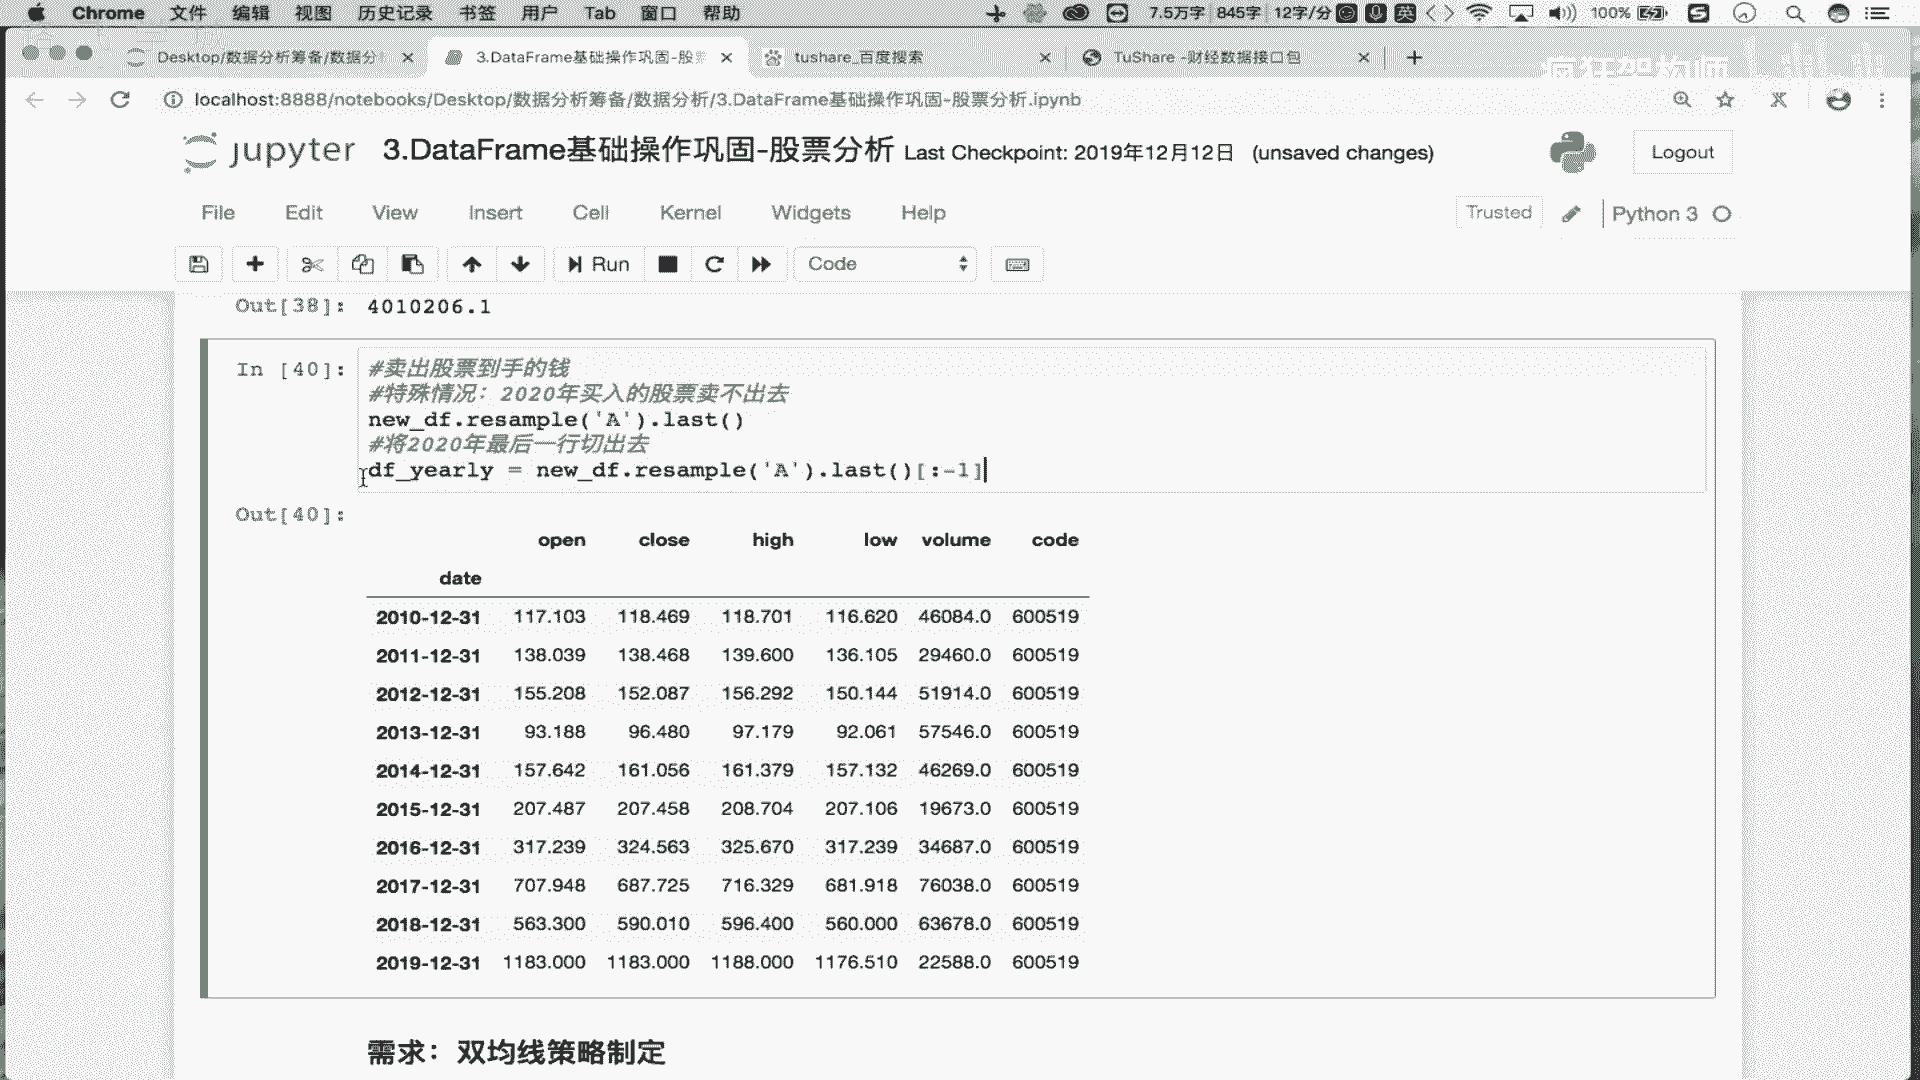 Chrome 文件 编辑 视图 历史记录 书签 用户 Tab 窗口 帮助 7.5万字 845字 12字/分 英 100%
Desktop/数据分析筹备/数据分析 3.DataFrame基础操作巩固-股票 tushare_百度搜索 TuShare -财经数据接口包
疯狂架构师
localhost:8888/notebooks/Desktop/数据分析筹备/数据分析/3.DataFrame基础操作巩固-股票分析.ipynb
jupyter 3.DataFrame基础操作巩固-股票分析 Last Checkpoint: 2019年12月12日 (unsaved changes) Logout
File Edit View Insert Cell Kernel Widgets Help Trusted Python 3
Run Code
Out[38]: 4010206.1
In [40]: #卖出股票到手的钱
#特殊情况：2020年买入的股票卖不出去
new_df.resample('A').last()
#将2020年最后一行切出去
df_yearly = new_df.resample('A').last()[:-1]
Out[40]:
open close high low volume code
date
2010-12-31 117.103 118.469 118.701 116.620 46084.0 600519
2011-12-31 138.039 138.468 139.600 136.105 29460.0 600519
2012-12-31 155.208 152.087 156.292 150.144 51914.0 600519
2013-12-31 93.188 96.480 97.179 92.061 57546.0 600519
2014-12-31 157.642 161.056 161.379 157.132 46269.0 600519
2015-12-31 207.487 207.458 208.704 207.106 19673.0 600519
2016-12-31 317.239 324.563 325.670 317.239 34687.0 600519
2017-12-31 707.948 687.725 716.329 681.918 76038.0 600519
2018-12-31 563.300 590.010 596.400 560.000 63678.0 600519
2019-12-31 1183.000 1183.000 1188.000 1176.510 22588.0 600519
需求：双均线策略制定